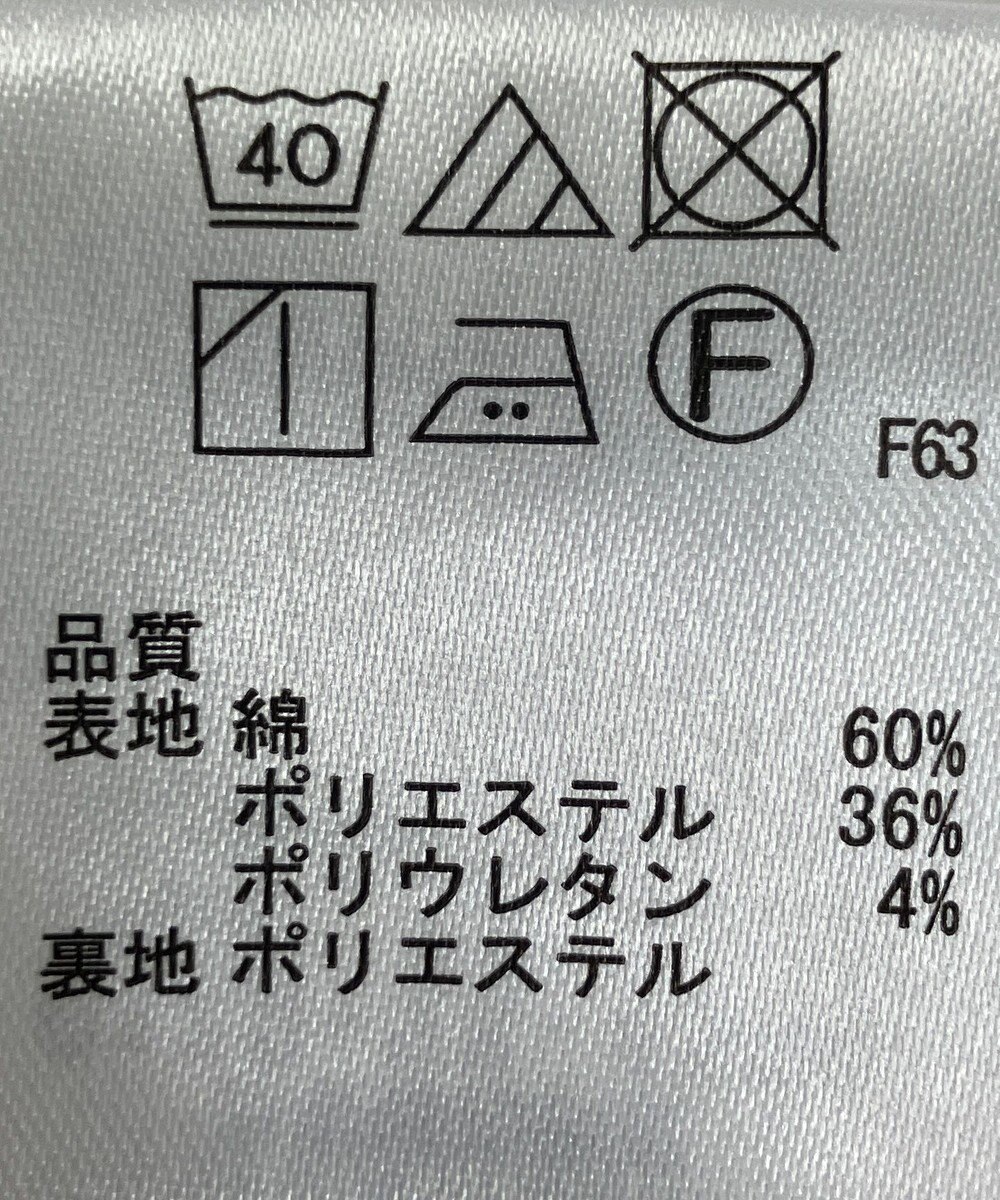 40
F
F63
品質
表地 綿 60%
ポリエステル 36%
ポリウレタン 4%
裏地 ポリエステル